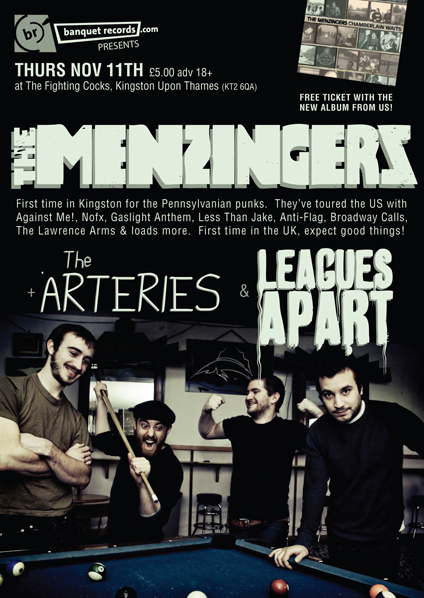 br
banquet records.com
PRESENTS
THE MENZINGERS CHAMBERLAIN WAITS
THURS NOV 11TH £5.00 adv 18+
at The Fighting Cocks, Kingston Upon Thames (KT2 6QA)
FREE TICKET WITH THE
NEW ALBUM FROM US!
THE MENZINGERS
First time in Kingston for the Pennsylvanian punks. They've toured the US with
Against Me!, Nofx, Gaslight Anthem, Less Than Jake, Anti-Flag, Broadway Calls,
The Lawrence Arms & loads more. First time in the UK, expect good things!
The
+ ARTERIES & LEAGUES
APART